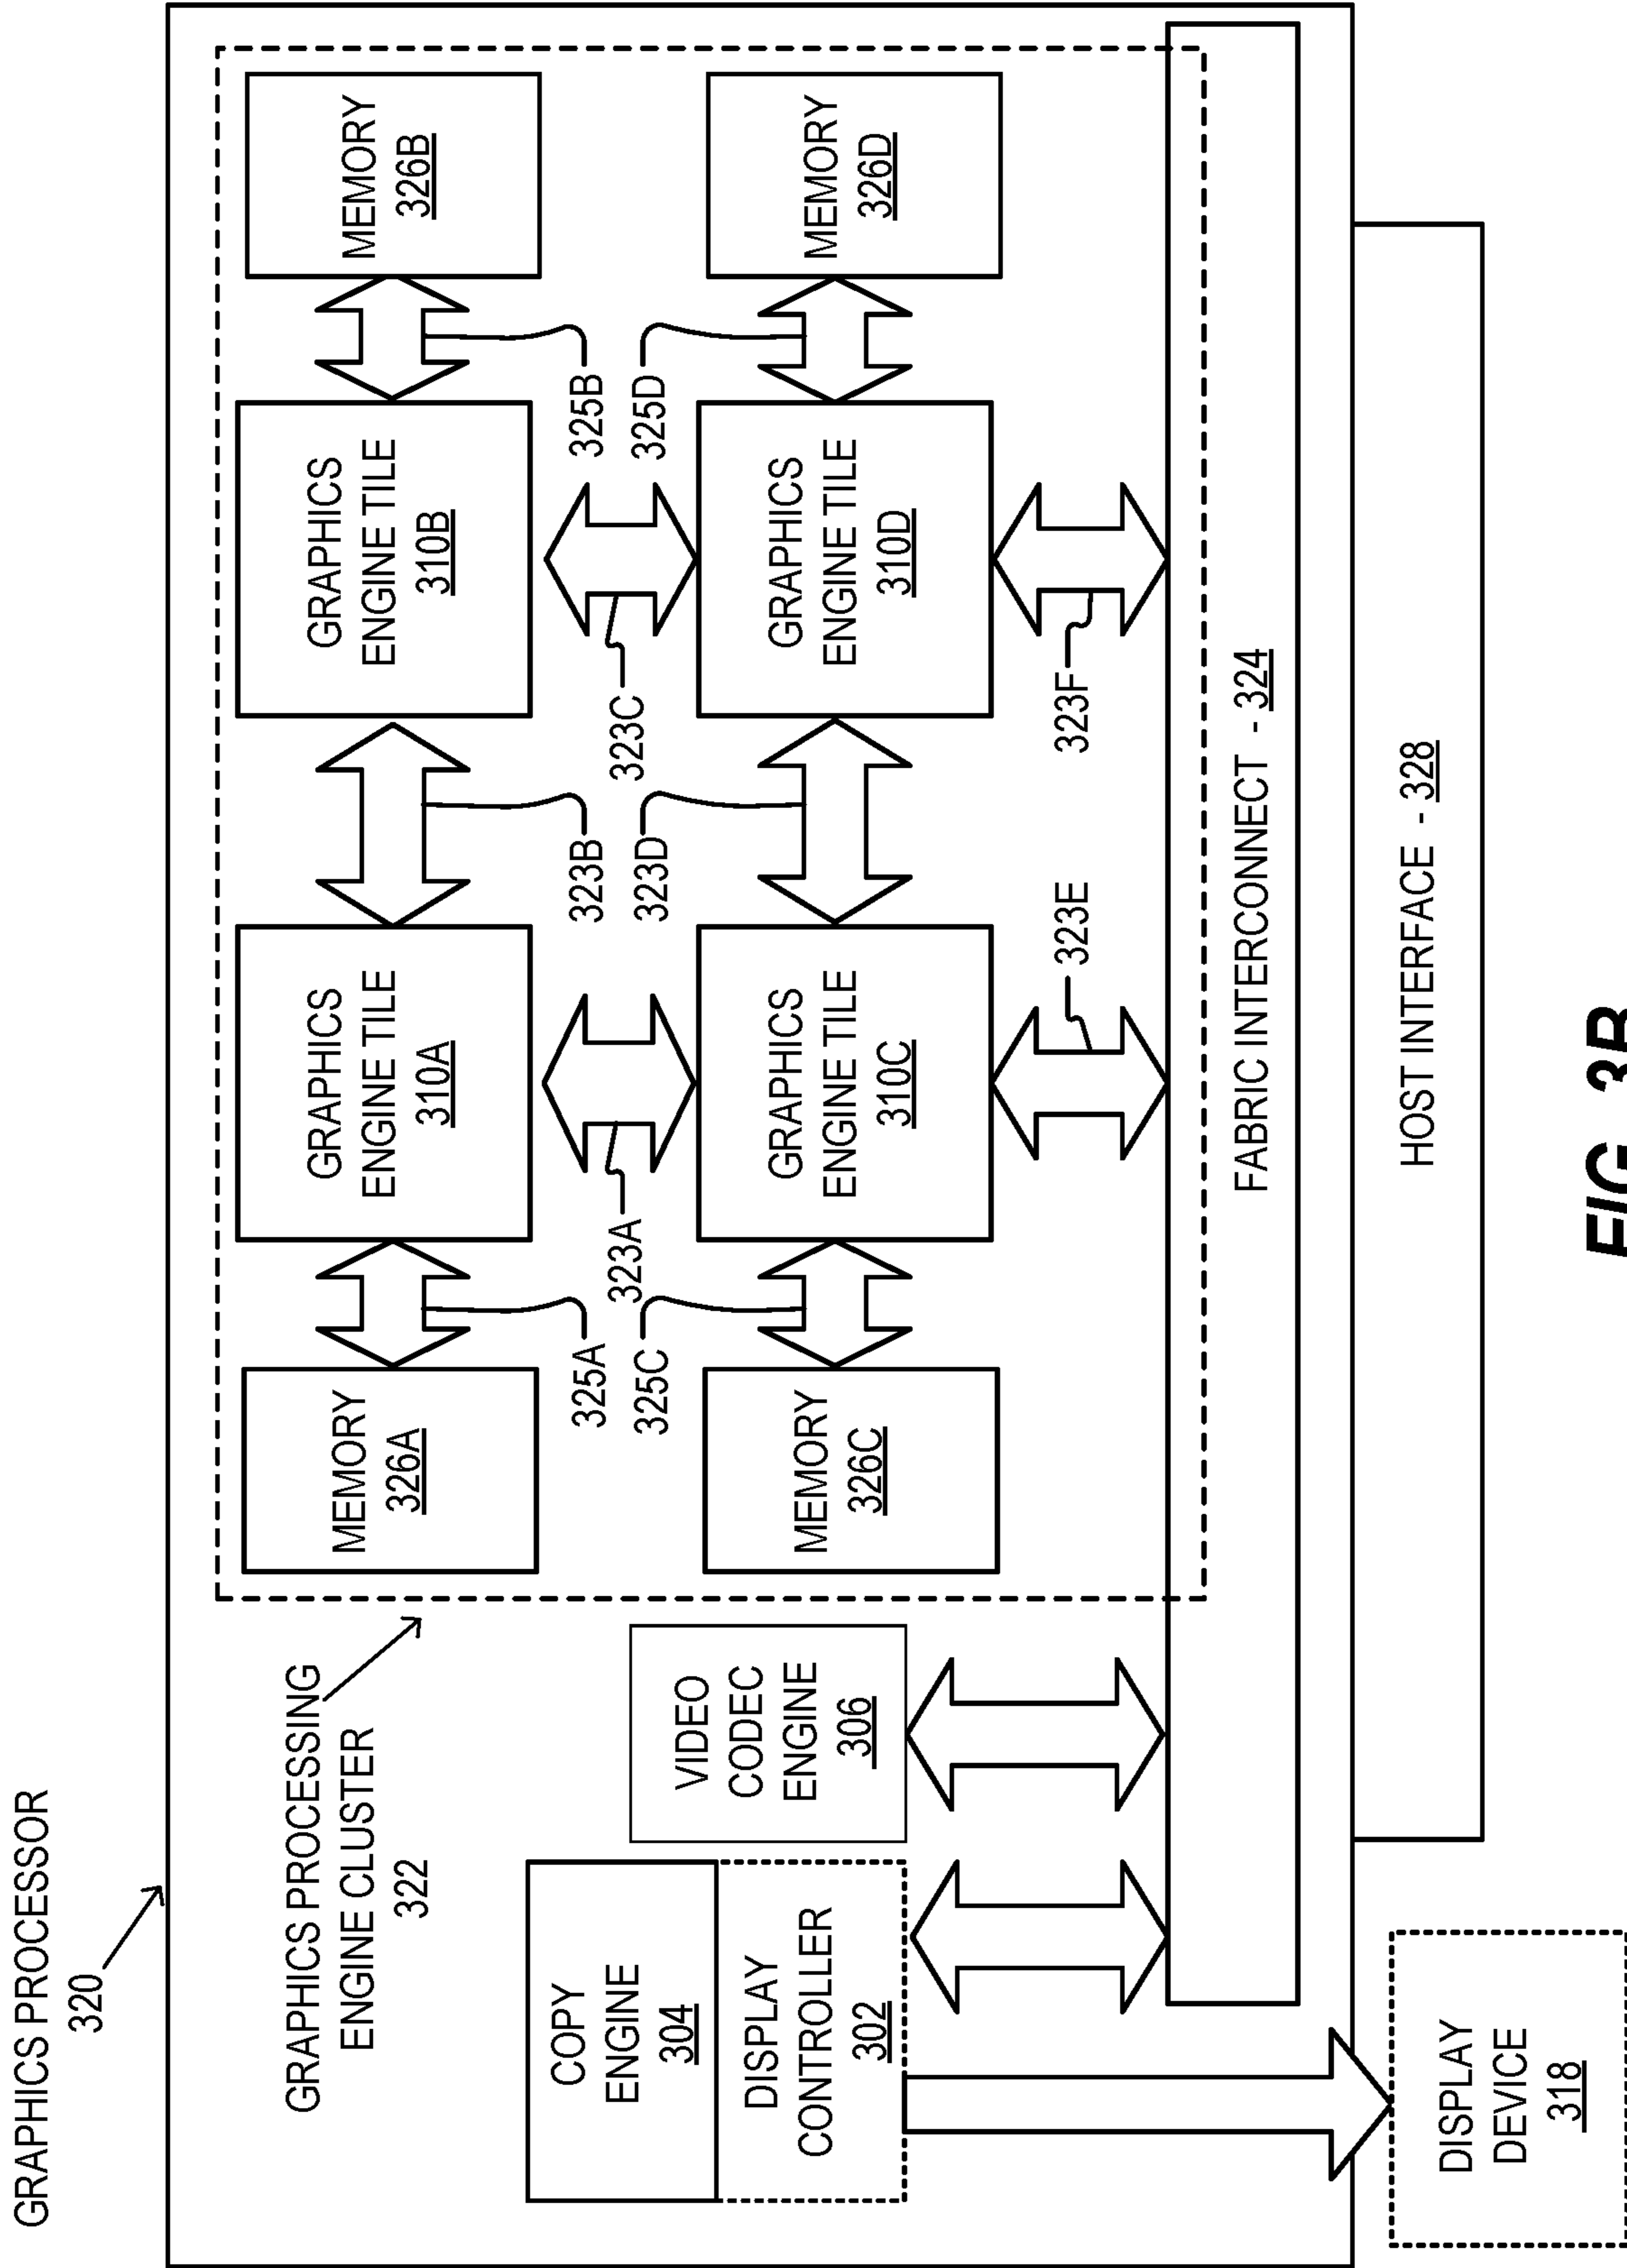 GRAPHICS PROCESSOR
320
GRAPHICS PROCESSING
ENGINE CLUSTER
322
COPY
ENGINE
304
DISPLAY
CONTROLLER
302
VIDEO
CODEC
ENGINE
306
MEMORY
326A
325A
GRAPHICS
ENGINE TILE
310A
323B
GRAPHICS
ENGINE TILE
310B
325B
MEMORY
326B
323A
323C
MEMORY
326C
325C
GRAPHICS
ENGINE TILE
310C
323D
GRAPHICS
ENGINE TILE
310D
325D
MEMORY
326D
323E
323F
FABRIC INTERCONNECT - 324
HOST INTERFACE - 328
DISPLAY
DEVICE
318
FIG. 3B